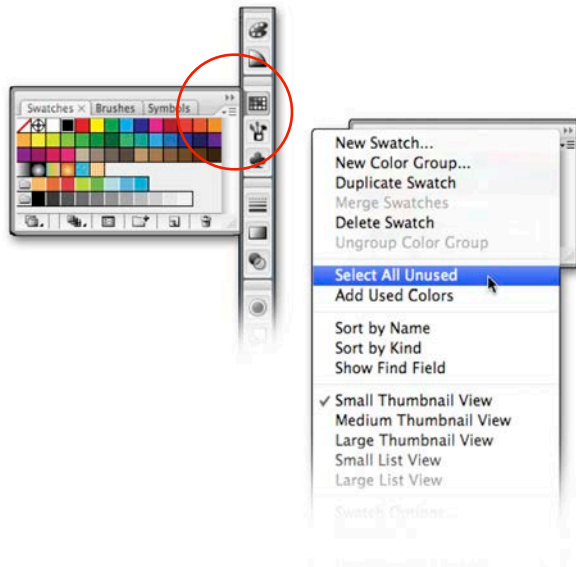 Swatches × Brushes Symbols
New Swatch...
New Color Group...
Duplicate Swatch
Merge Swatches
Delete Swatch
Ungroup Color Group
Select All Unused
Add Used Colors
Sort by Name
Sort by Kind
Show Find Field
✓ Small Thumbnail View
Medium Thumbnail View
Large Thumbnail View
Small List View
Large List View
Swatch Options...